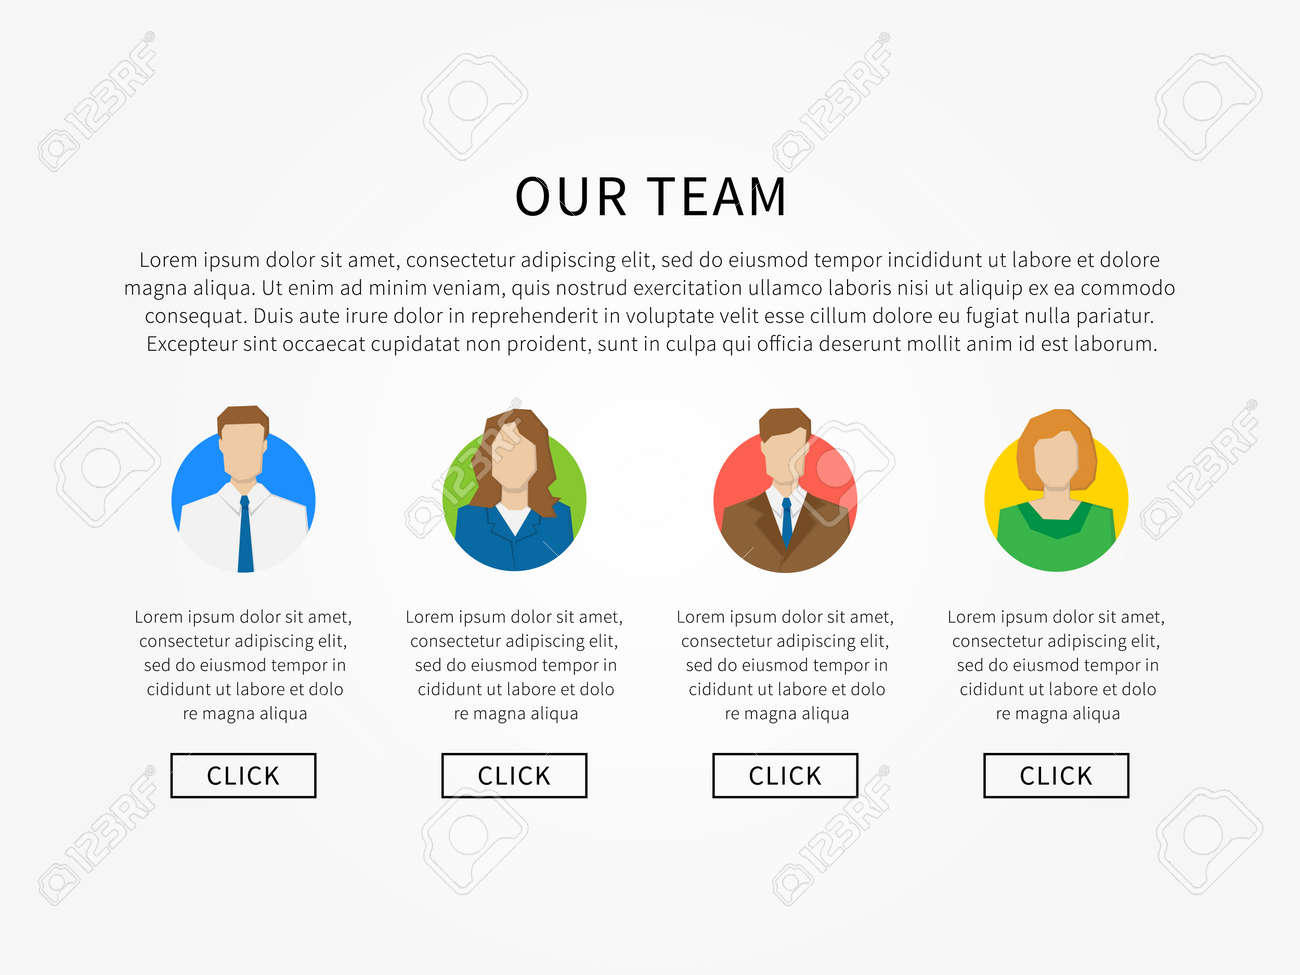 OUR TEAM
Lorem ipsum dolor sit amet, consectetur adipiscing elit, sed do eiusmod tempor incididunt ut labore et dolore
magna aliqua. Ut enim ad minim veniam, quis nostrud exercitation ullamco laboris nisi ut aliquip ex ea commodo
consequat. Duis aute irure dolor in reprehenderit in voluptate velit esse cillum dolore eu fugiat nulla pariatur.
Excepteur sint occaecat cupidatat non proident, sunt in culpa qui officia deserunt mollit anim id est laborum.
Lorem ipsum dolor sit amet,
consectetur adipiscing elit,
sed do eiusmod tempor in
cididunt ut labore et dolo
re magna aliqua
CLICK
Lorem ipsum dolor sit amet,
consectetur adipiscing elit,
sed do eiusmod tempor in
cididunt ut labore et dolo
re magna aliqua
CLICK
Lorem ipsum dolor sit amet,
consectetur adipiscing elit,
sed do eiusmod tempor in
cididunt ut labore et dolo
re magna aliqua
CLICK
Lorem ipsum dolor sit amet,
consectetur adipiscing elit,
sed do eiusmod tempor in
cididunt ut labore et dolo
re magna aliqua
CLICK
123RF
123RF
123RF
123RF
123RF
123RF
123RF